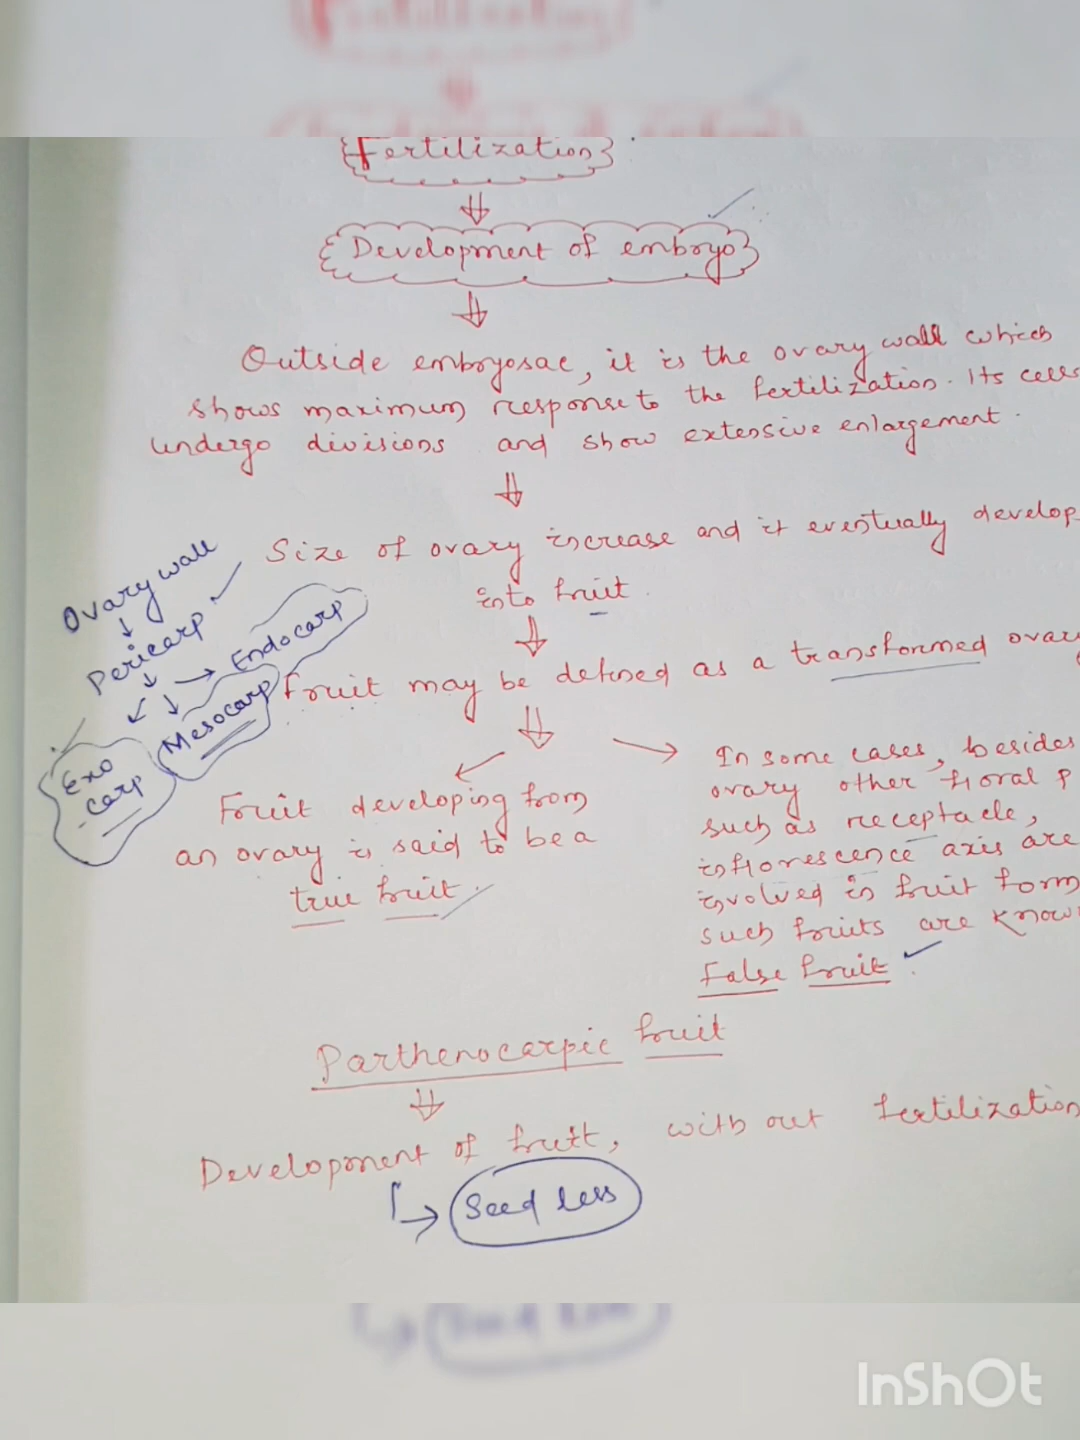 Fertilization
Development of embryo
Outside embryosac, it is the ovary wall which
shows maximum response to the fertilization. Its cells
undergo divisions and show extensive enlargement.
Size of ovary increase and it eventually develop
into fruit.
Ovary wall
Pericarp
Endocarp
Mesocarp
Exo
carp
Fruit may be defined as a transformed ovary
Fruit developing from
an ovary is said to be a
true fruit.
In some cases, besides
ovary other floral p
such as receptacle,
inflorescence axis are
involved in fruit form
such fruits are know
False fruit.
Parthenocarpic fruit
Development of fruit, with out fertilization
Seed less
InShOt